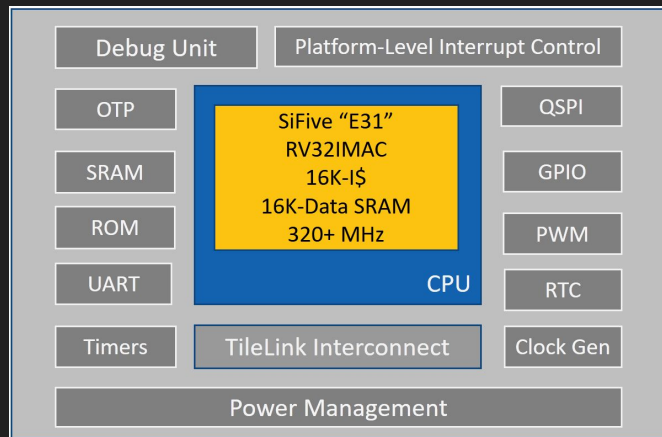 Debug Unit
Platform-Level Interrupt Control
OTP
SiFive “E31”
RV32IMAC
16K-I$
16K-Data SRAM
320+ MHz
CPU
QSPI
SRAM
GPIO
ROM
PWM
UART
RTC
Timers
TileLink Interconnect
Clock Gen
Power Management